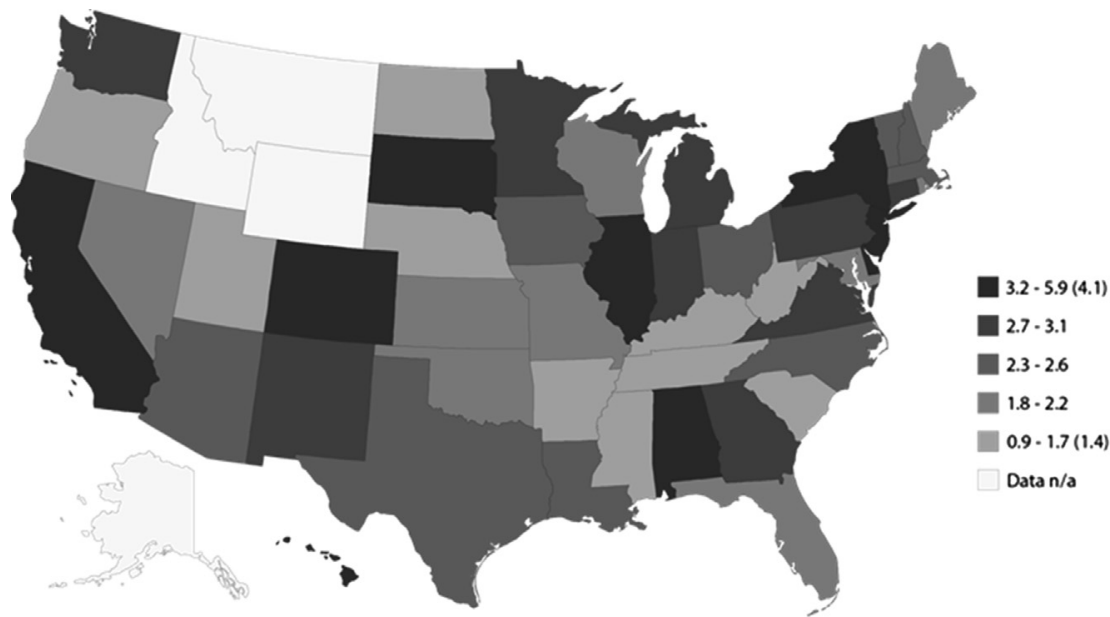 3.2 - 5.9 (4.1)
2.7 - 3.1
2.3 - 2.6
1.8 - 2.2
0.9 - 1.7 (1.4)
Data n/a